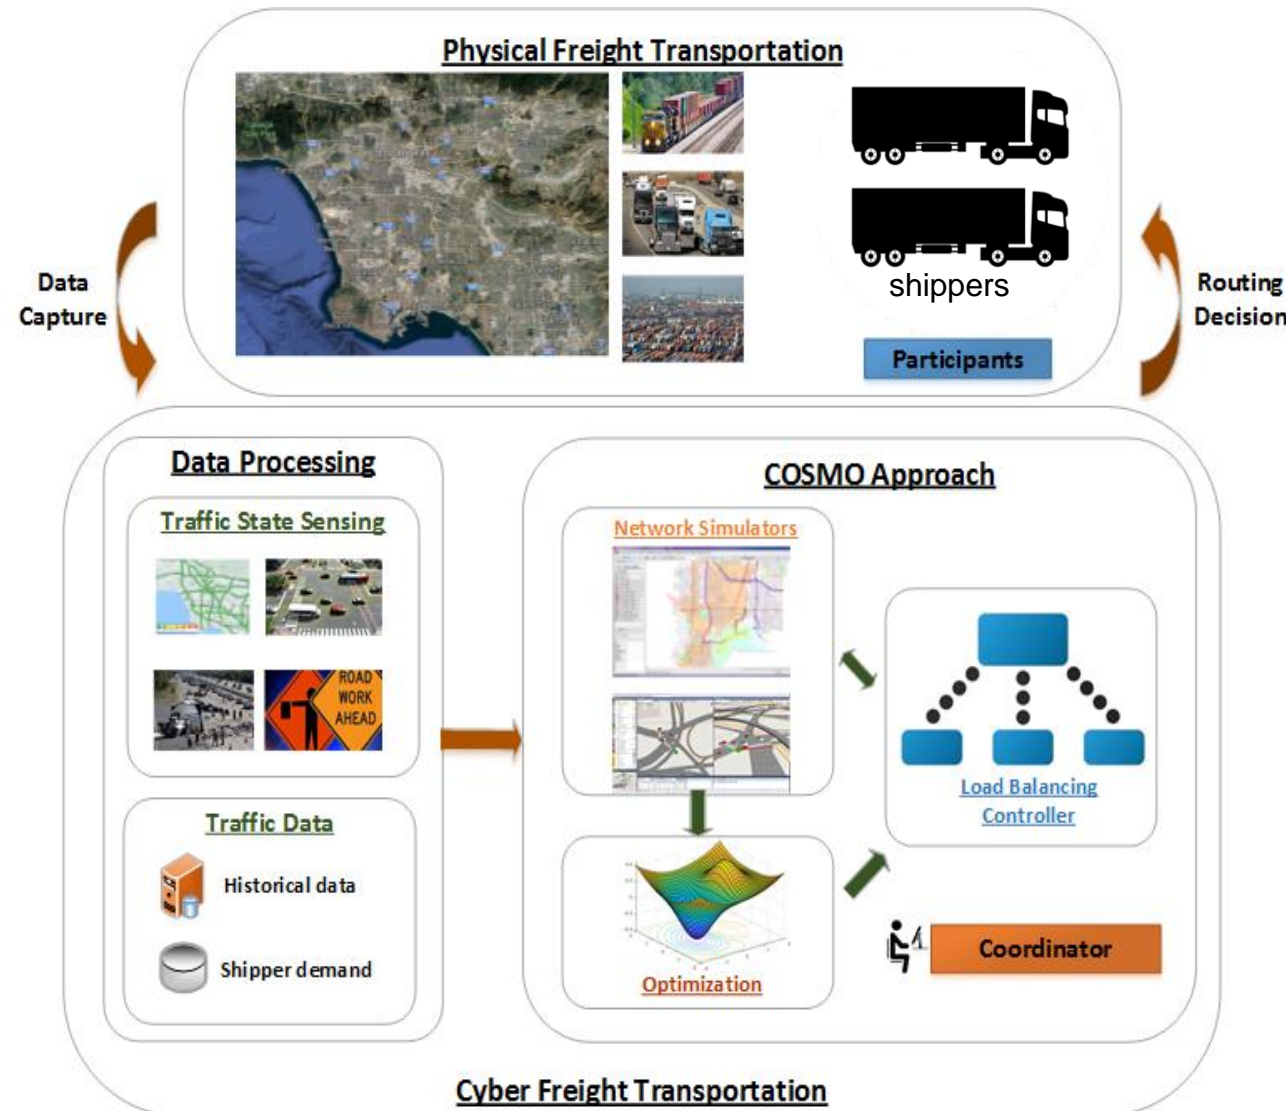 Physical Freight Transportation
shippers
Participants
Data
Capture
Routing
Decision
Data Processing
Traffic State Sensing
ROAD
WORK
AHEAD
Traffic Data
Historical data
Shipper demand
COSMO Approach
Network Simulators
Load Balancing
Controller
Optimization
Coordinator
Cyber Freight Transportation